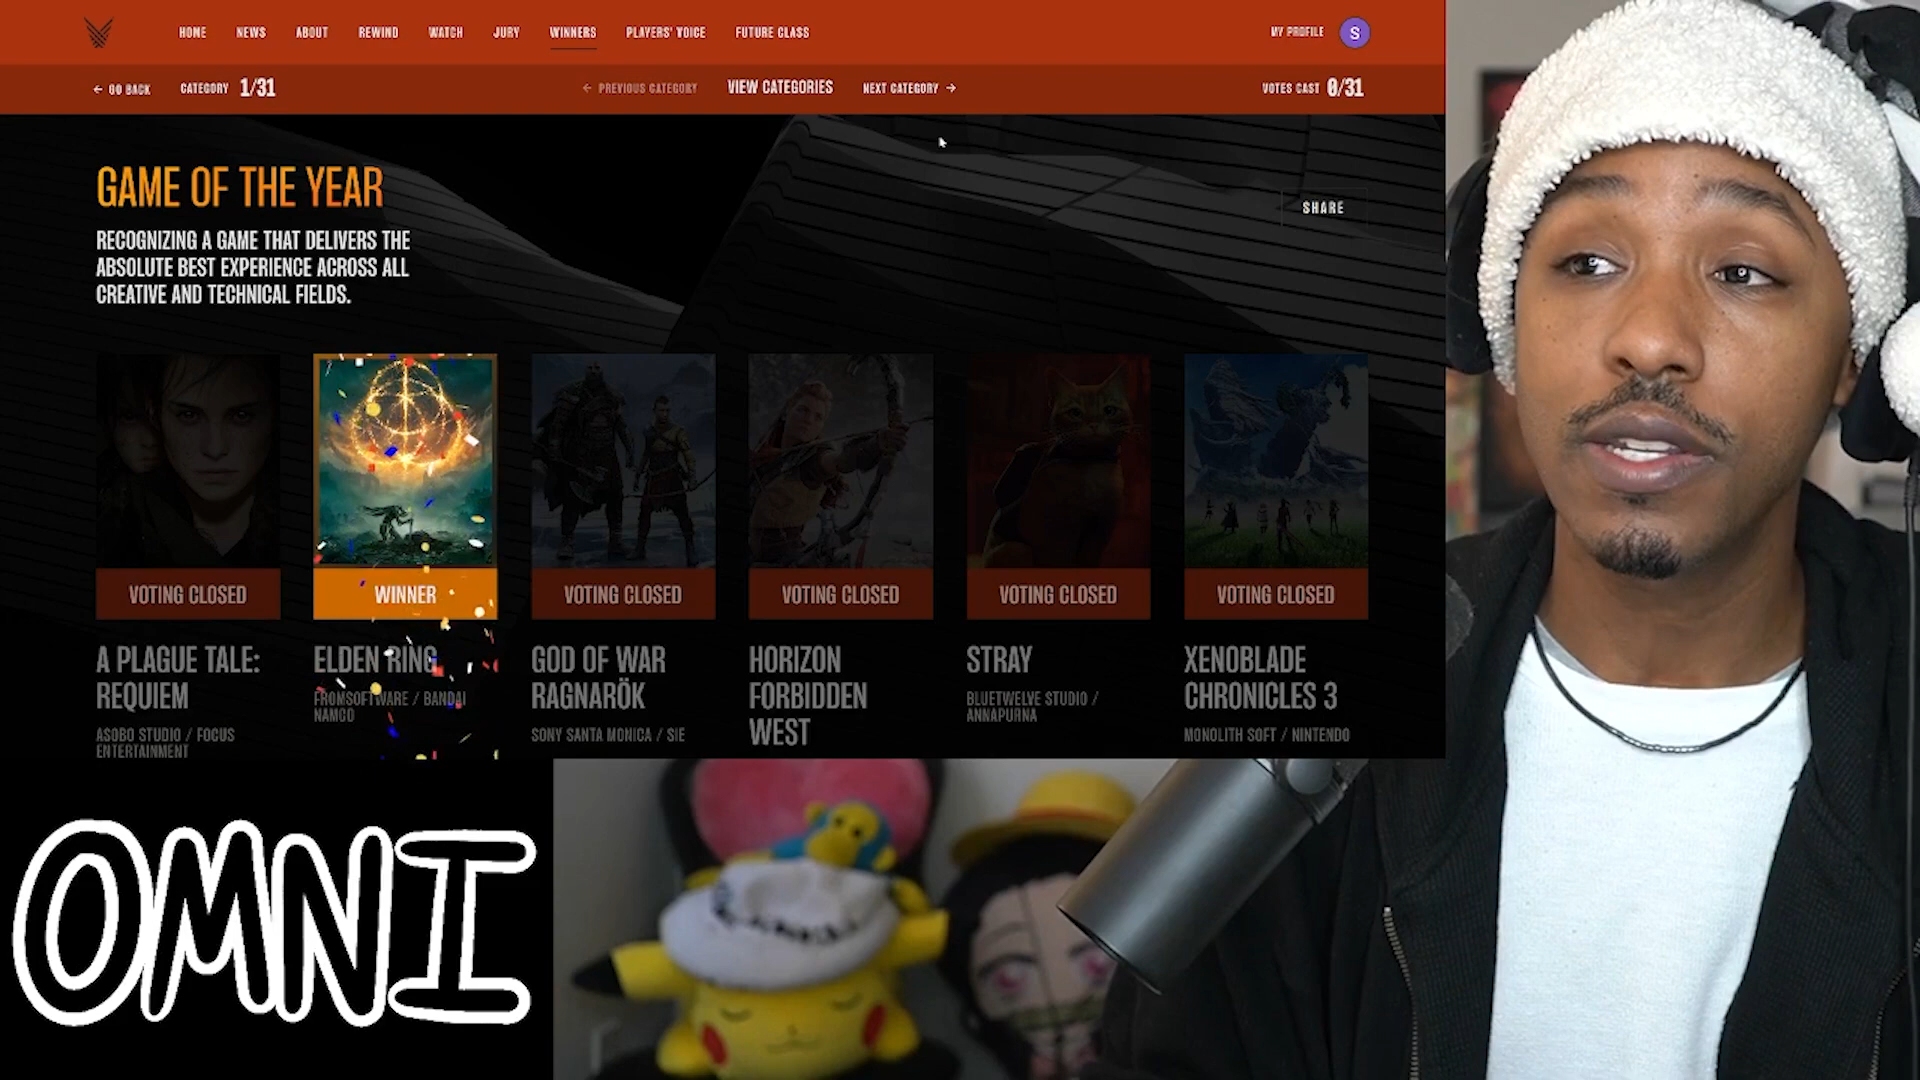 HOME NEWS ABOUT REWIND WATCH JURY WINNERS PLAYERS' VOICE FUTURE CLASS MY PROFILE S
← GO BACK CATEGORY 1/31 ← PREVIOUS CATEGORY VIEW CATEGORIES NEXT CATEGORY → VOTES CAST 0/31
GAME OF THE YEAR
SHARE
RECOGNIZING A GAME THAT DELIVERS THE
ABSOLUTE BEST EXPERIENCE ACROSS ALL
CREATIVE AND TECHNICAL FIELDS.
VOTING CLOSED
A PLAGUE TALE:
REQUIEM
ASOBO STUDIO / FOCUS
ENTERTAINMENT
WINNER
ELDEN RING
FROMSOFTWARE / BANDAI
NAMCO
VOTING CLOSED
GOD OF WAR
RAGNARÖK
SONY SANTA MONICA / SIE
VOTING CLOSED
HORIZON
FORBIDDEN
WEST
VOTING CLOSED
STRAY
BLUETWELVE STUDIO /
ANNAPURNA
VOTING CLOSED
XENOBLADE
CHRONICLES 3
MONOLITH SOFT / NINTENDO
OMNI